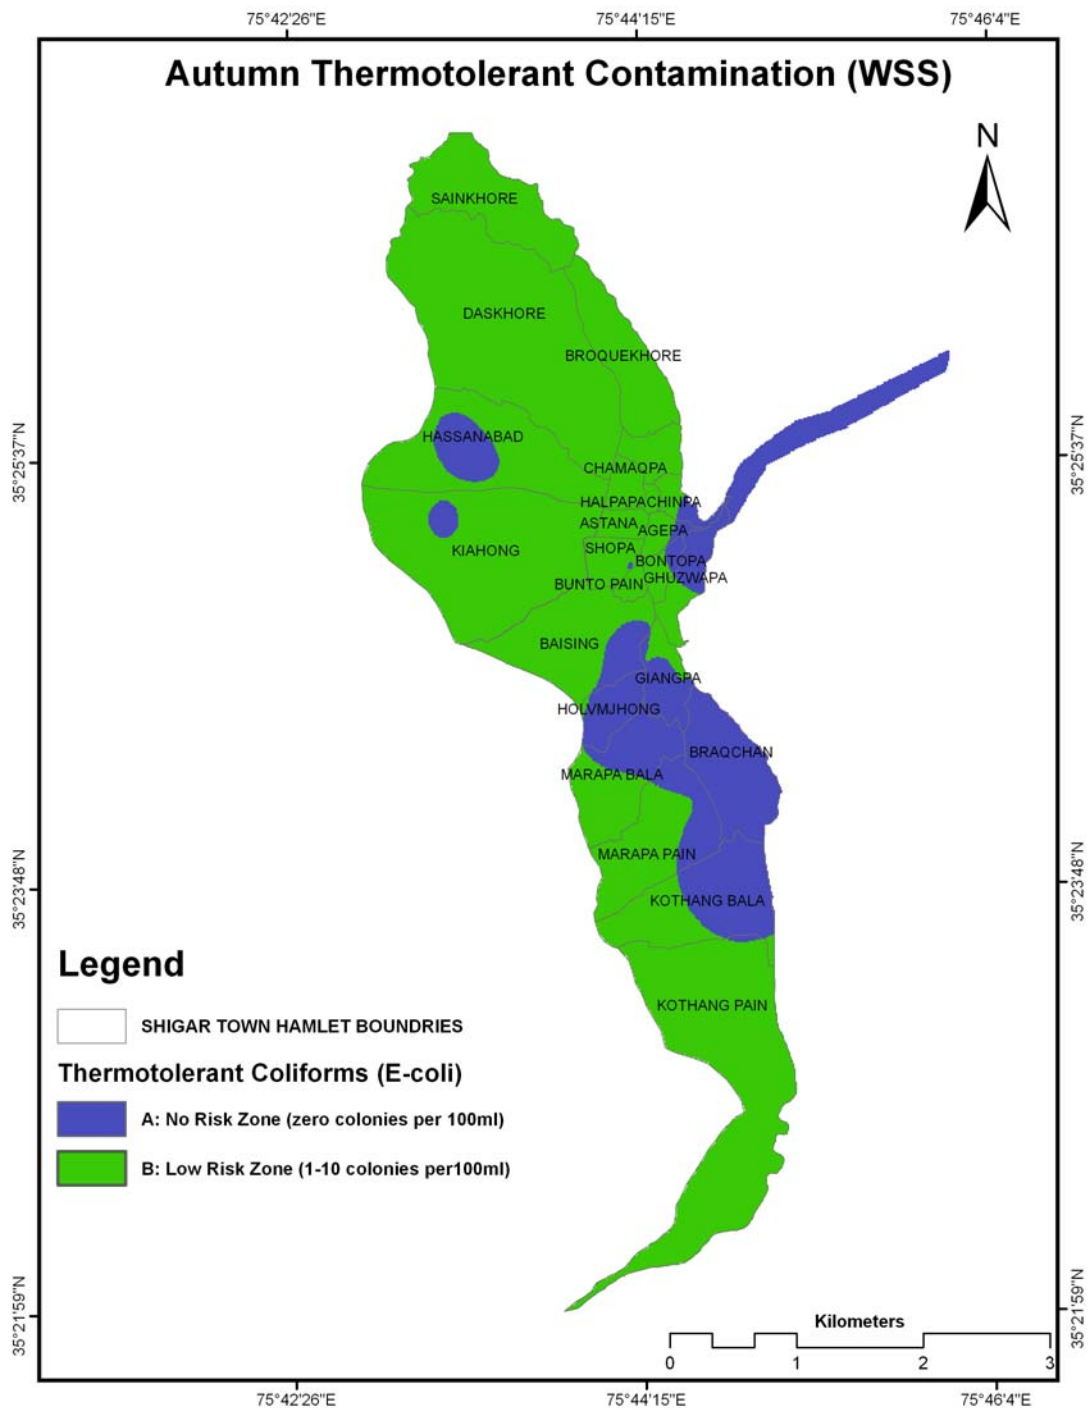 75°42'26"E 75°44'15"E 75°46'4"E
Autumn Thermotolerant Contamination (WSS)
N
SAINKHORE
DASKHORE
BROQUEKHORE
HASSANABAD
35°25'37"N
35°25'37"N
CHAMAQPA
HALPAPACHINPA
ASTANA
AGEPA
SHOPA
KIAHONG
BONTOPA
GHUZWAPA
BUNTO PAIN
BAISING
GIANGPA
HOLVMJHONG
BRAQCHAN
MARAPA BALA
MARAPA PAIN
35°23'48"N
35°23'48"N
KOTHANG BALA
Legend
KOTHANG PAIN
SHIGAR TOWN HAMLET BOUNDRIES
Thermotolerant Coliforms (E-coli)
A: No Risk Zone (zero colonies per 100ml)
B: Low Risk Zone (1-10 colonies per100ml)
35°21'59"N
35°21'59"N
Kilometers
0 1 2 3
75°42'26"E 75°44'15"E 75°46'4"E